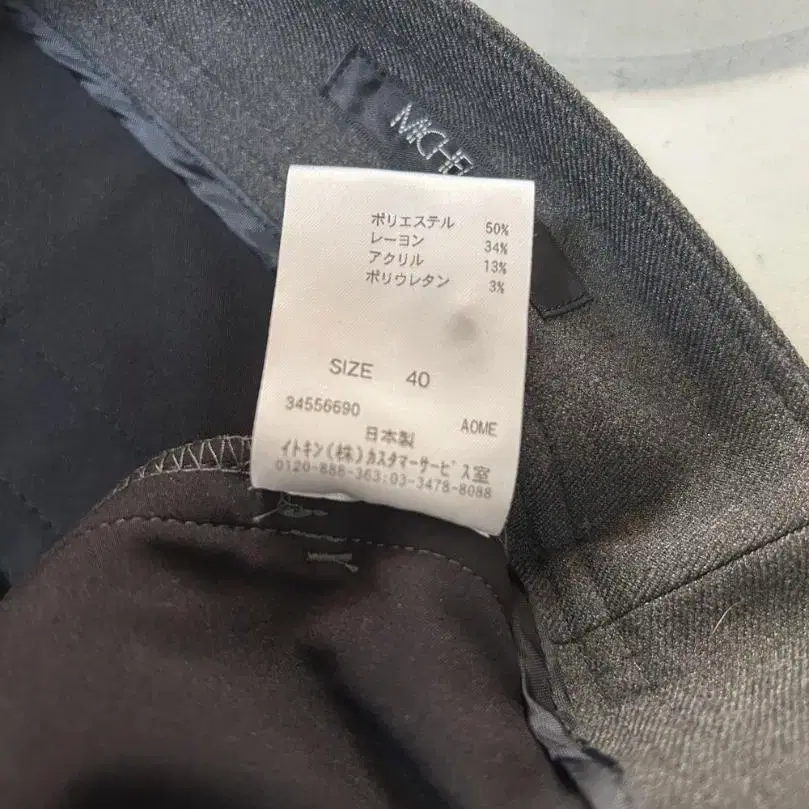 MICHE
ポリエステル 50%
レーヨン 34%
アクリル 13%
ポリウレタン 3%
SIZE 40
34556690 AOME
日本製
イトキン(株)カスタマーサービス室
0120-888-363:03-3478-8088